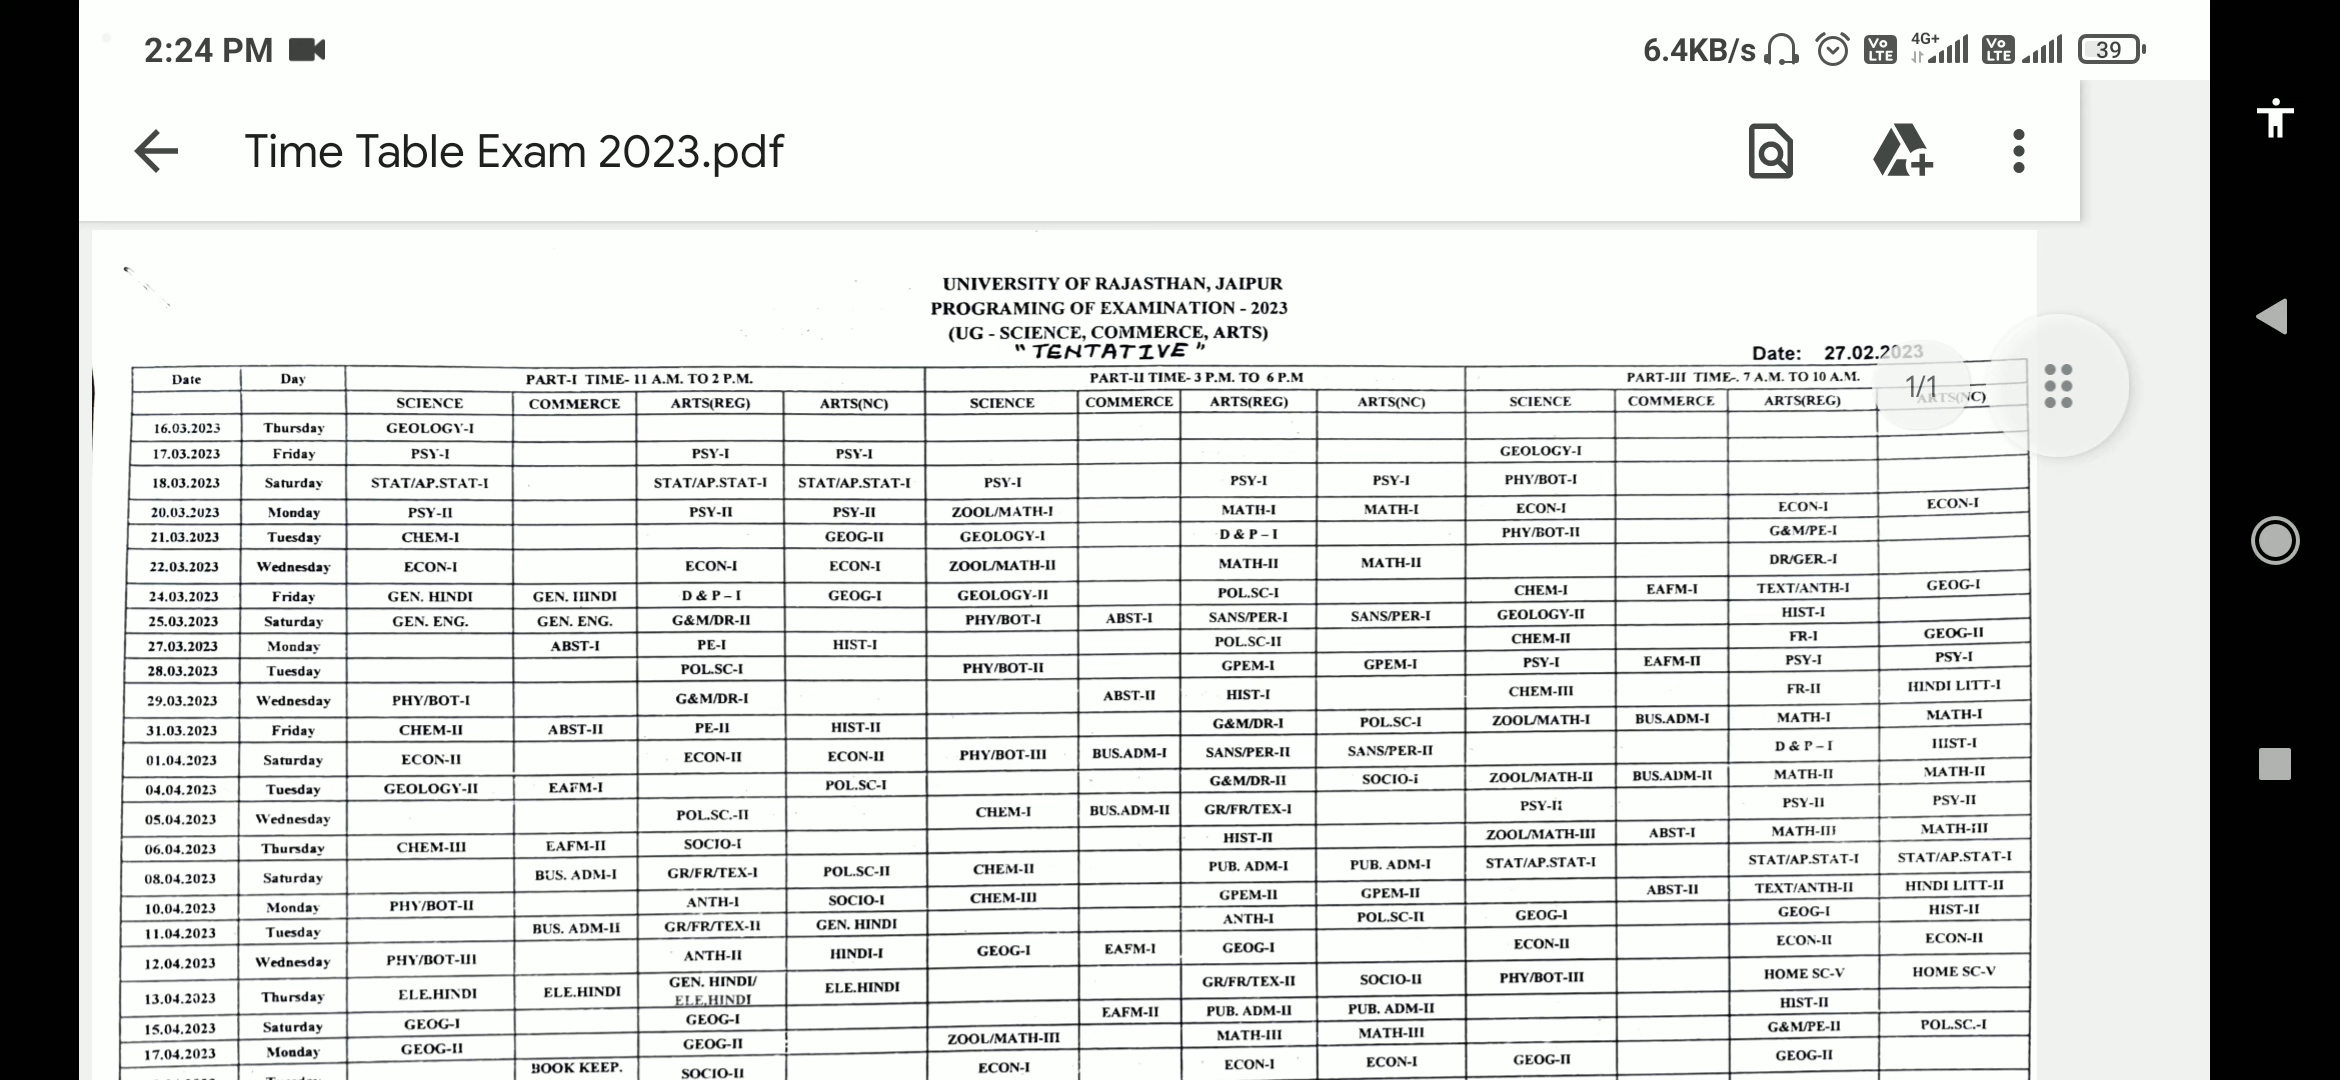 2:24 PM 6.4KB/s Vo LTE 4G+ Vo LTE 39
Time Table Exam 2023.pdf
UNIVERSITY OF RAJASTHAN, JAIPUR
PROGRAMING OF EXAMINATION - 2023
(UG - SCIENCE, COMMERCE, ARTS)
"TENTATIVE"
Date: 27.02.2023
1/1
Date Day PART-I TIME- 11 A.M. TO 2 P.M. PART-II TIME- 3 P.M. TO 6 P.M PART-III TIME-. 7 A.M. TO 10 A.M.
SCIENCE COMMERCE ARTS(REG) ARTS(NC) SCIENCE COMMERCE ARTS(REG) ARTS(NC) SCIENCE COMMERCE ARTS(REG) ARTS(NC)
16.03.2023 Thursday GEOLOGY-I
17.03.2023 Friday PSY-I PSY-I PSY-I GEOLOGY-I
18.03.2023 Saturday STAT/AP.STAT-I STAT/AP.STAT-I STAT/AP.STAT-I PSY-I PSY-I PSY-I PHY/BOT-I
20.03.2023 Monday PSY-II PSY-II PSY-II ZOOL/MATH-I MATH-I MATH-I ECON-I ECON-I ECON-I
21.03.2023 Tuesday CHEM-I GEOG-II GEOLOGY-I D & P – I PHY/BOT-II G&M/PE-I
22.03.2023 Wednesday ECON-I ECON-I ECON-I ZOOL/MATH-II MATH-II MATH-II DR/GER.-I
24.03.2023 Friday GEN. HINDI GEN. HINDI D & P – I GEOG-I GEOLOGY-II POL.SC-I CHEM-I EAFM-I TEXT/ANTH-I GEOG-I
25.03.2023 Saturday GEN. ENG. GEN. ENG. G&M/DR-II PHY/BOT-I ABST-I SANS/PER-I SANS/PER-I GEOLOGY-II HIST-I
27.03.2023 Monday ABST-I PE-I HIST-I POL.SC-II CHEM-II FR-I GEOG-II
28.03.2023 Tuesday POL.SC-I PHY/BOT-II GPEM-I GPEM-I PSY-I EAFM-II PSY-I PSY-I
29.03.2023 Wednesday PHY/BOT-I G&M/DR-I ABST-II HIST-I CHEM-III FR-II HINDI LITT-I
31.03.2023 Friday CHEM-II ABST-II PE-II HIST-II G&M/DR-I POL.SC-I ZOOL/MATH-I BUS.ADM-I MATH-I MATH-I
01.04.2023 Saturday ECON-II ECON-II ECON-II PHY/BOT-III BUS.ADM-I SANS/PER-II SANS/PER-II D & P – I HIST-I
04.04.2023 Tuesday GEOLOGY-II EAFM-I POL.SC-I G&M/DR-II SOCIO-i ZOOL/MATH-II BUS.ADM-II MATH-II MATH-II
05.04.2023 Wednesday POL.SC.-II CHEM-I BUS.ADM-II GR/FR/TEX-I PSY-II PSY-II PSY-II
06.04.2023 Thursday CHEM-III EAFM-II SOCIO-I HIST-II ZOOL/MATH-III ABST-I MATH-III MATH-III
08.04.2023 Saturday BUS. ADM-I GR/FR/TEX-I POL.SC-II CHEM-II PUB. ADM-I PUB. ADM-I STAT/AP.STAT-I STAT/AP.STAT-I STAT/AP.STAT-I
10.04.2023 Monday PHY/BOT-II ANTH-I SOCIO-I CHEM-III GPEM-II GPEM-II ABST-II TEXT/ANTH-II HINDI LITT-II
11.04.2023 Tuesday BUS. ADM-II GR/FR/TEX-II GEN. HINDI ANTH-I POL.SC-II GEOG-I GEOG-I HIST-II
12.04.2023 Wednesday PHY/BOT-III ANTH-II HINDI-I GEOG-I EAFM-I GEOG-I ECON-II ECON-II ECON-II
13.04.2023 Thursday ELE.HINDI ELE.HINDI GEN. HINDI/ ELE.HINDI ELE.HINDI GR/FR/TEX-II SOCIO-II PHY/BOT-III HOME SC-V HOME SC-V
15.04.2023 Saturday GEOG-I GEOG-I EAFM-II PUB. ADM-II PUB. ADM-II HIST-II
17.04.2023 Monday GEOG-II GEOG-II ZOOL/MATH-III MATH-III MATH-III G&M/PE-II POL.SC.-I
BOOK KEEP. SOCIO-II ECON-I ECON-I ECON-I GEOG-II GEOG-II